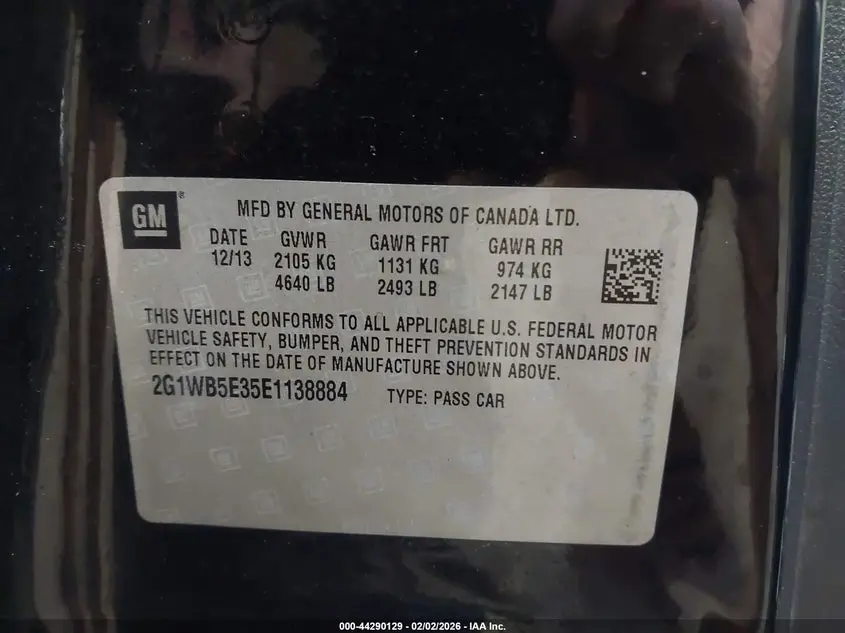 GM ®
MFD BY GENERAL MOTORS OF CANADA LTD.
DATE GVWR GAWR FRT GAWR RR
12/13 2105 KG 1131 KG 974 KG
4640 LB 2493 LB 2147 LB
THIS VEHICLE CONFORMS TO ALL APPLICABLE U.S. FEDERAL MOTOR
VEHICLE SAFETY, BUMPER, AND THEFT PREVENTION STANDARDS IN
EFFECT ON THE DATE OF MANUFACTURE SHOWN ABOVE.
2G1WB5E35E1138884 TYPE: PASS CAR
000-44290129 - 02/02/2026 - IAA Inc.